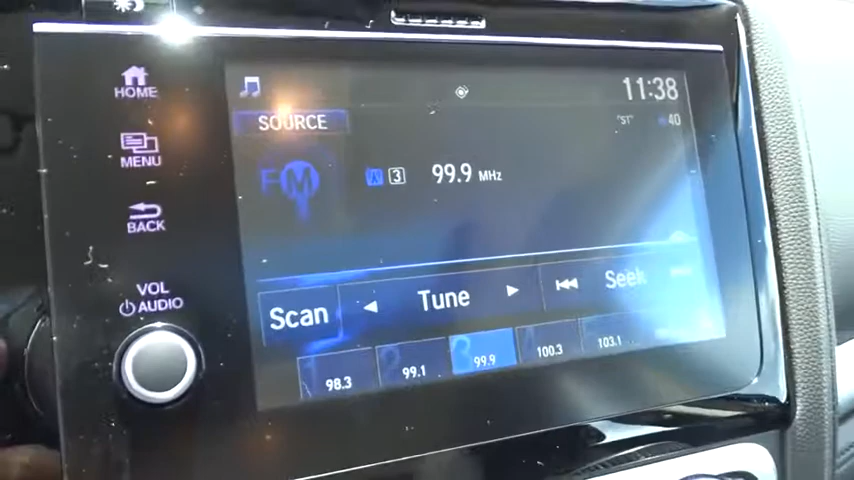 HOME
MENU
BACK
VOL
AUDIO
11:38
"ST"
40
SOURCE
FM
3
99.9 MHz
Scan
Tune
Seek
98.3
99.1
99.9
100.3
103.1